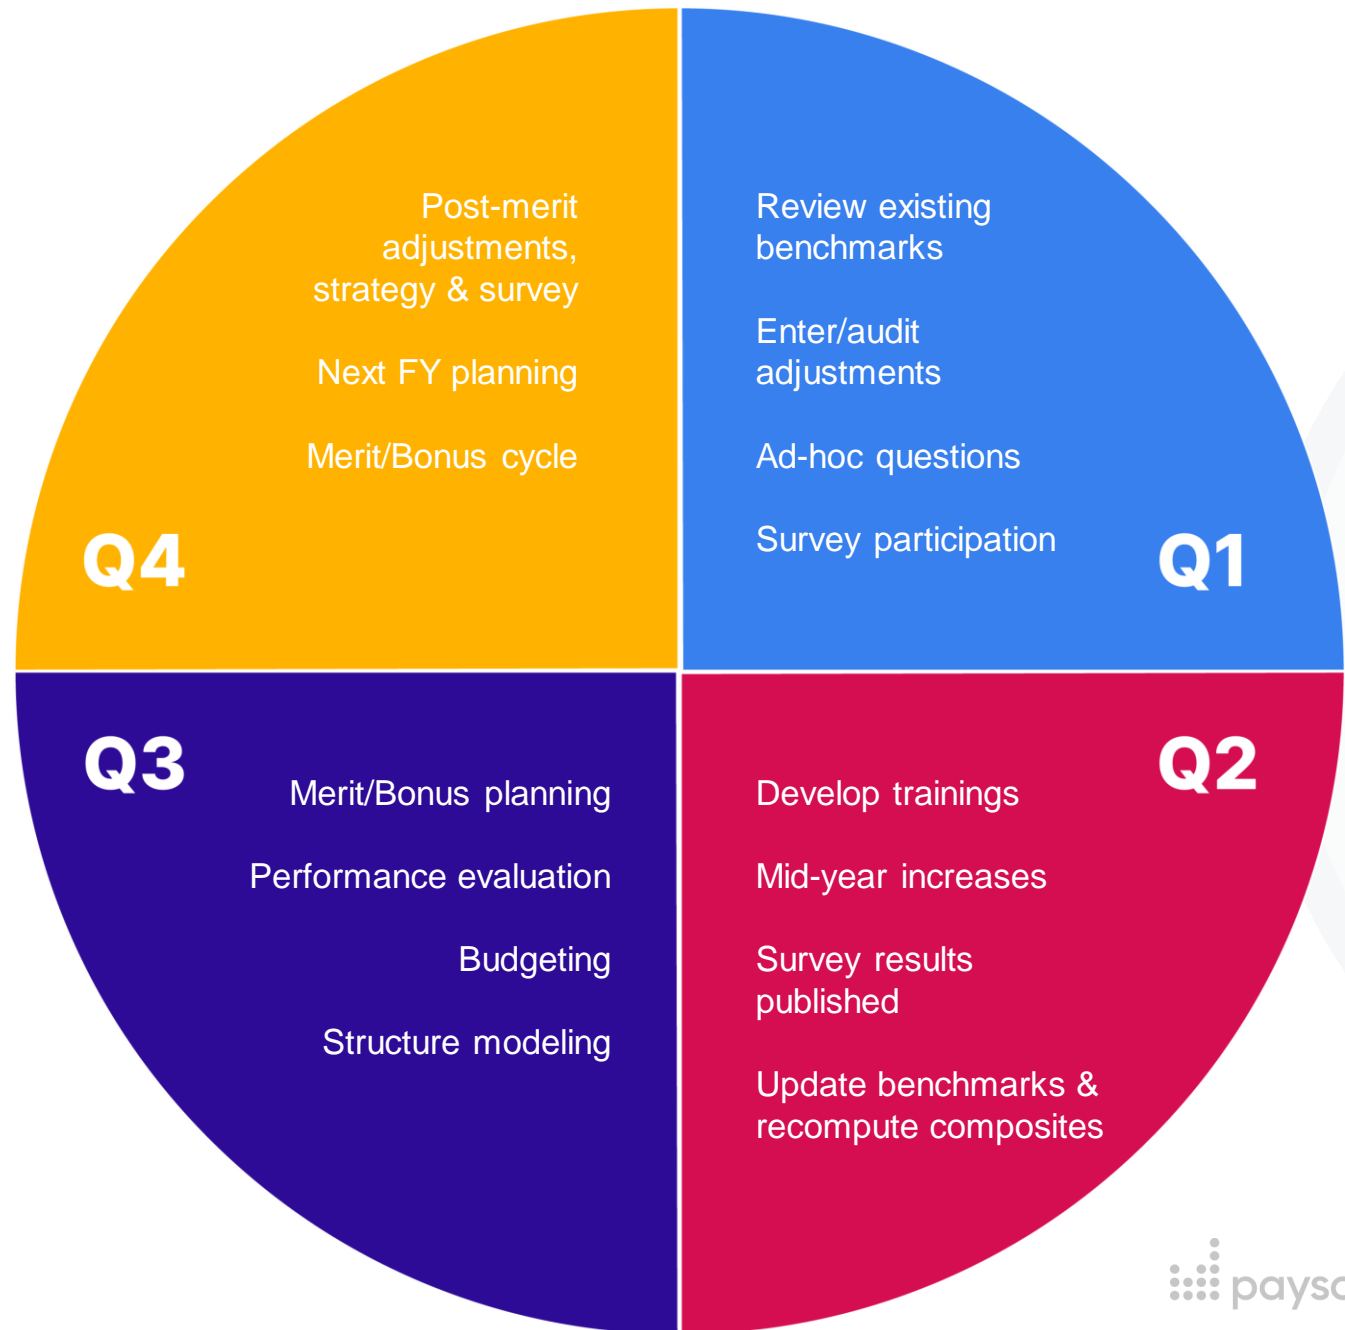 Post-merit
adjustments,
strategy & survey
Next FY planning
Merit/Bonus cycle
Q4
Review existing
benchmarks
Enter/audit
adjustments
Ad-hoc questions
Survey participation
Q1
Q3
Merit/Bonus planning
Performance evaluation
Budgeting
Structure modeling
Q2
Develop trainings
Mid-year increases
Survey results
published
Update benchmarks &
recompute composites